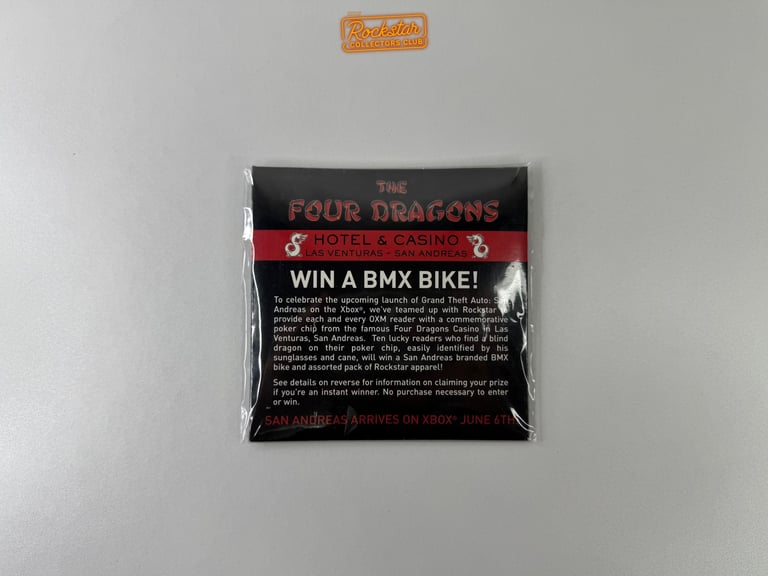 Rockstar
COLLECTORS CLUB
THE
FOUR DRAGONS
HOTEL & CASINO
LAS VENTURAS - SAN ANDREAS
WIN A BMX BIKE!
To celebrate the upcoming launch of Grand Theft Auto:
Andreas on the Xbox®, we've teamed up with Rockstar
provide each and every OXM reader with a commemorative
poker chip from the famous Four Dragons Casino in Las
Venturas, San Andreas. Ten lucky readers who find a blind
dragon on their poker chip, easily identified by his
sunglasses and cane, will win a San Andreas branded BMX
bike and assorted pack of Rockstar apparel!
See details on reverse for information on claiming your prize
if you're an instant winner. No purchase necessary to enter
or win.
SAN ANDREAS ARRIVES ON XBOX® JUNE 6TH